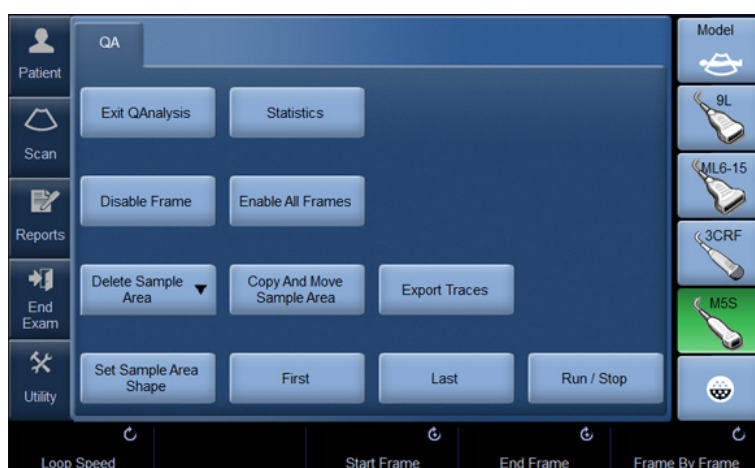 Patient
Scan
Reports
End
Exam
Utility
QA
Exit QAnalysis
Statistics
Disable Frame
Enable All Frames
Delete Sample
Area
Copy And Move
Sample Area
Export Traces
Set Sample Area
Shape
First
Last
Run / Stop
Model
9L
ML6-15
3CRF
M5S
Loop Speed
Start Frame
End Frame
Frame By Frame